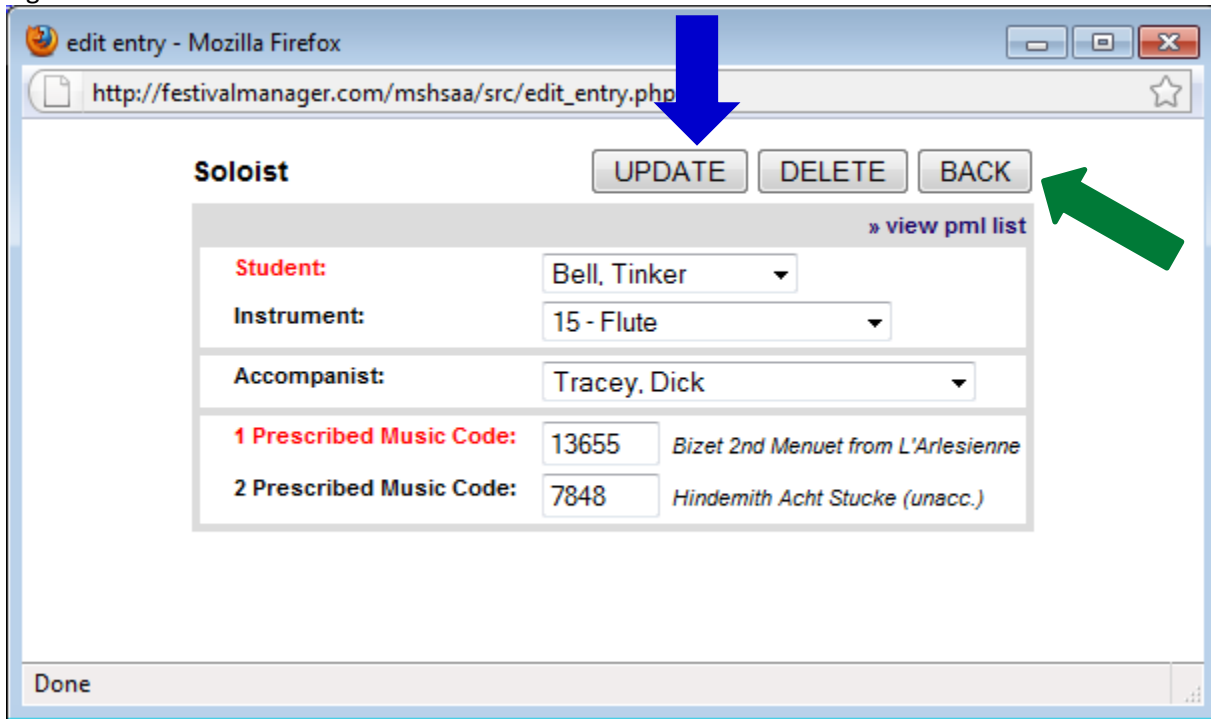 edit entry - Mozilla Firefox
http://festivalmanager.com/mshsaa/src/edit_entry.php
Soloist UPDATE DELETE BACK
» view pml list
Student: Bell, Tinker
Instrument: 15 - Flute
Accompanist: Tracey, Dick
1 Prescribed Music Code: 13655 Bizet 2nd Menuet from L'Arlesienne
2 Prescribed Music Code: 7848 Hindemith Acht Stucke (unacc.)
Done